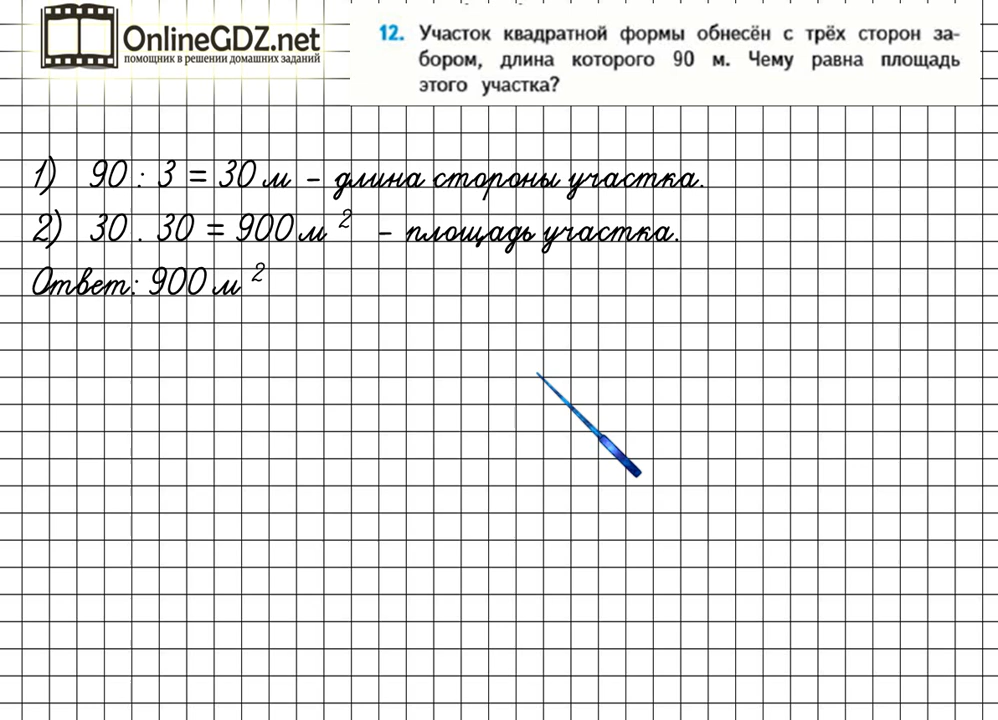 OnlineGDZ.net
помощник в решении домашних заданий
12. Участок квадратной формы обнесён с трёх сторон за-
бором, длина которого 90 м. Чему равна площадь
этого участка?
1) 90 : 3 = 30 м - длина стороны участка.
2) 30 . 30 = 900 м ² - площадь участка.
Ответ: 900 м ²